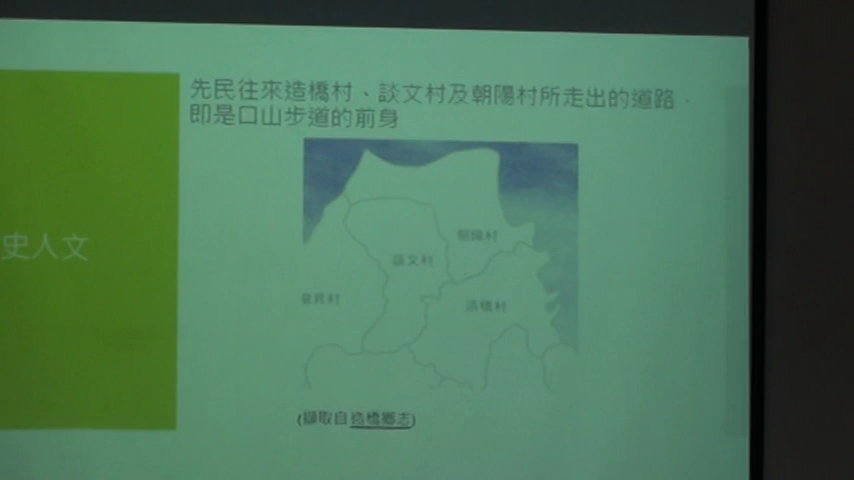 先民往來造橋村、談文村及朝陽村所走出的道路，
即是口山步道的前身
史人文
朝陽村
談文村
造橋村
(擷取自造橋鄉志)